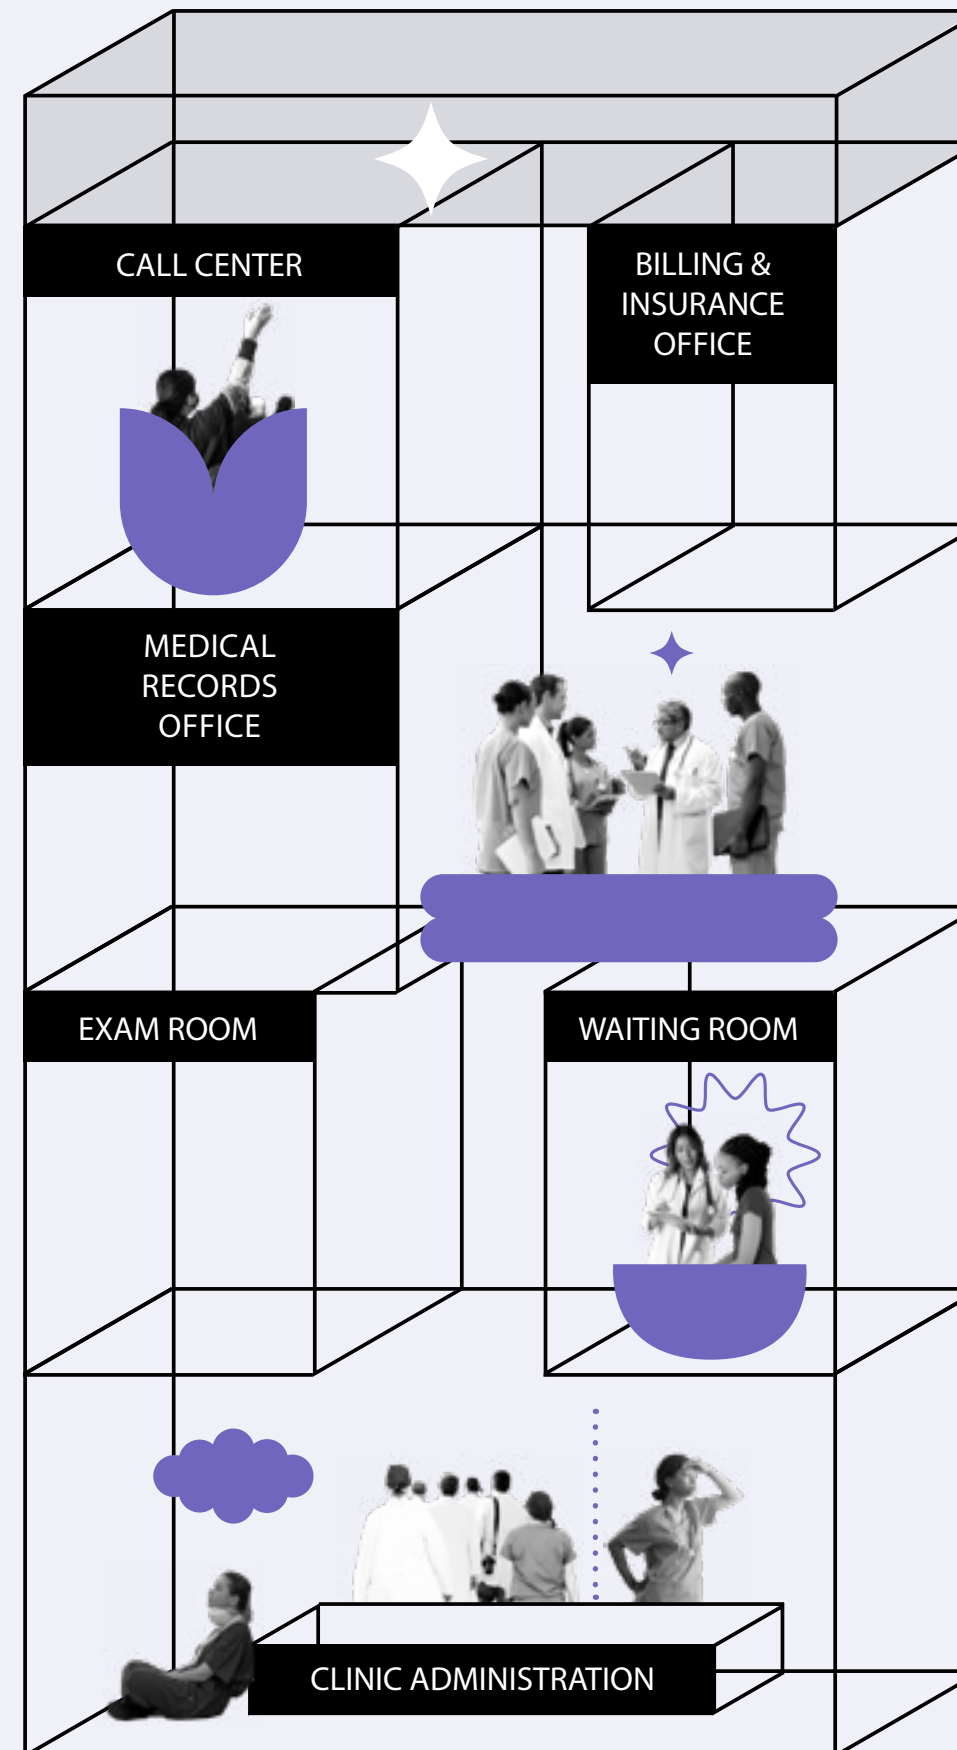 CALL CENTER
BILLING &
INSURANCE
OFFICE
MEDICAL
RECORDS
OFFICE
EXAM ROOM
WAITING ROOM
CLINIC ADMINISTRATION